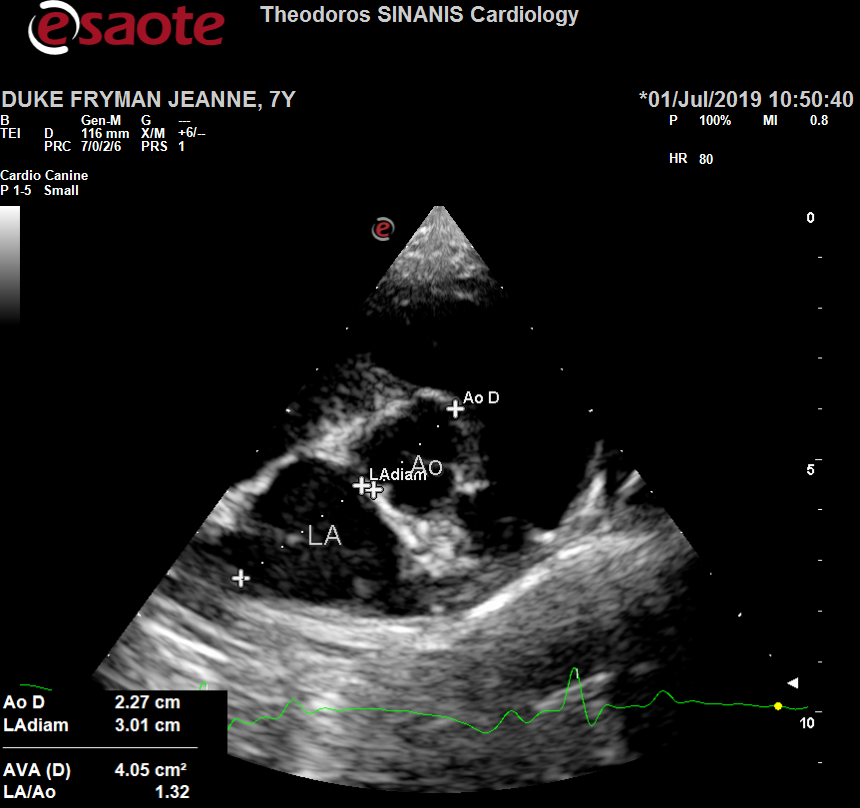 esaote
Theodoros SINANIS Cardiology
DUKE FRYMAN JEANNE, 7Y
*01/Jul/2019 10:50:40
B Gen-M G ---
TEI D 116 mm X/M +6/--
PRC 7/0/2/6 PRS 1
P 100% MI 0.8
HR 80
Cardio Canine
P 1-5 Small
e
0
Ao D
Ao
LAdiam
5
LA
10
Ao D 2.27 cm
LAdiam 3.01 cm
AVA (D) 4.05 cm²
LA/Ao 1.32